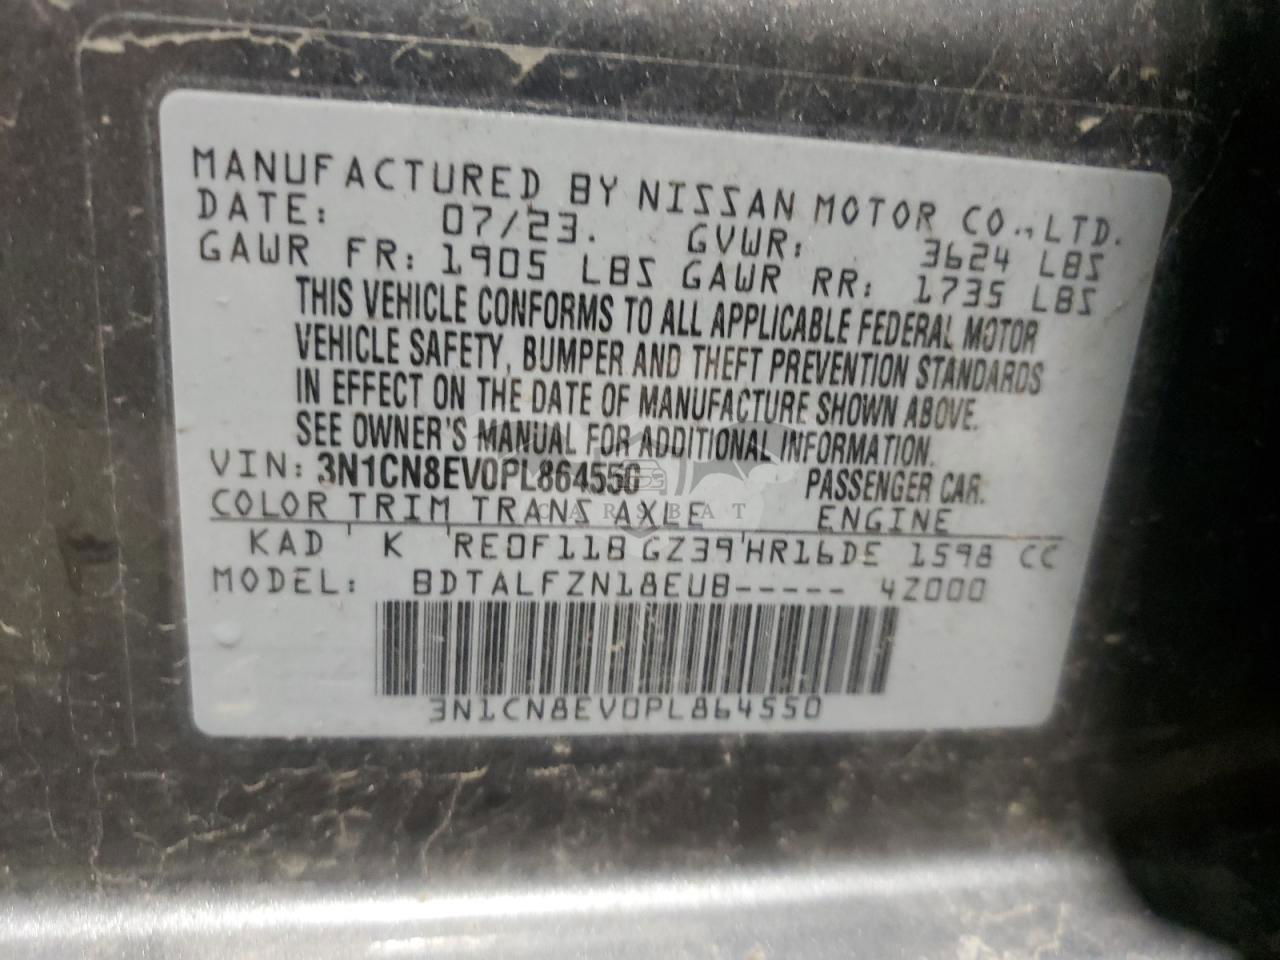 MANUFACTURED BY NISSAN MOTOR CO., LTD.
DATE: 07/23. GVWR: 3624 LBS
GAWR FR: 1905 LBS GAWR RR: 1735 LBS
THIS VEHICLE CONFORMS TO ALL APPLICABLE FEDERAL MOTOR
VEHICLE SAFETY, BUMPER AND THEFT PREVENTION STANDARDS
IN EFFECT ON THE DATE OF MANUFACTURE SHOWN ABOVE.
SEE OWNER'S MANUAL FOR ADDITIONAL INFORMATION.
VIN: 3N1CN8EV0PL864550 PASSENGER CAR.
COLOR TRIM TRANS AXLE ENGINE
KAD K RE0F11B GZ39 HR16DE 1598 CC
MODEL: BDTALFZN18EUB----- 4Z000
3N1CN8EV0PL864550
CARSBAT